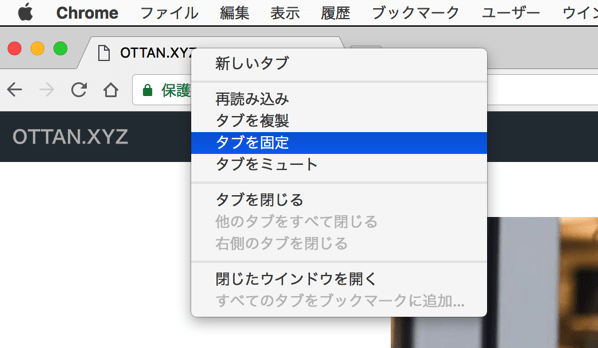 Chrome ファイル 編集 表示 履歴 ブックマーク ユーザー ウイン
OTTAN.XYZ
保護
OTTAN.XYZ
新しいタブ
再読み込み
タブを複製
タブを固定
タブをミュート
タブを閉じる
他のタブをすべて閉じる
右側のタブを閉じる
閉じたウインドウを開く
すべてのタブをブックマークに追加...